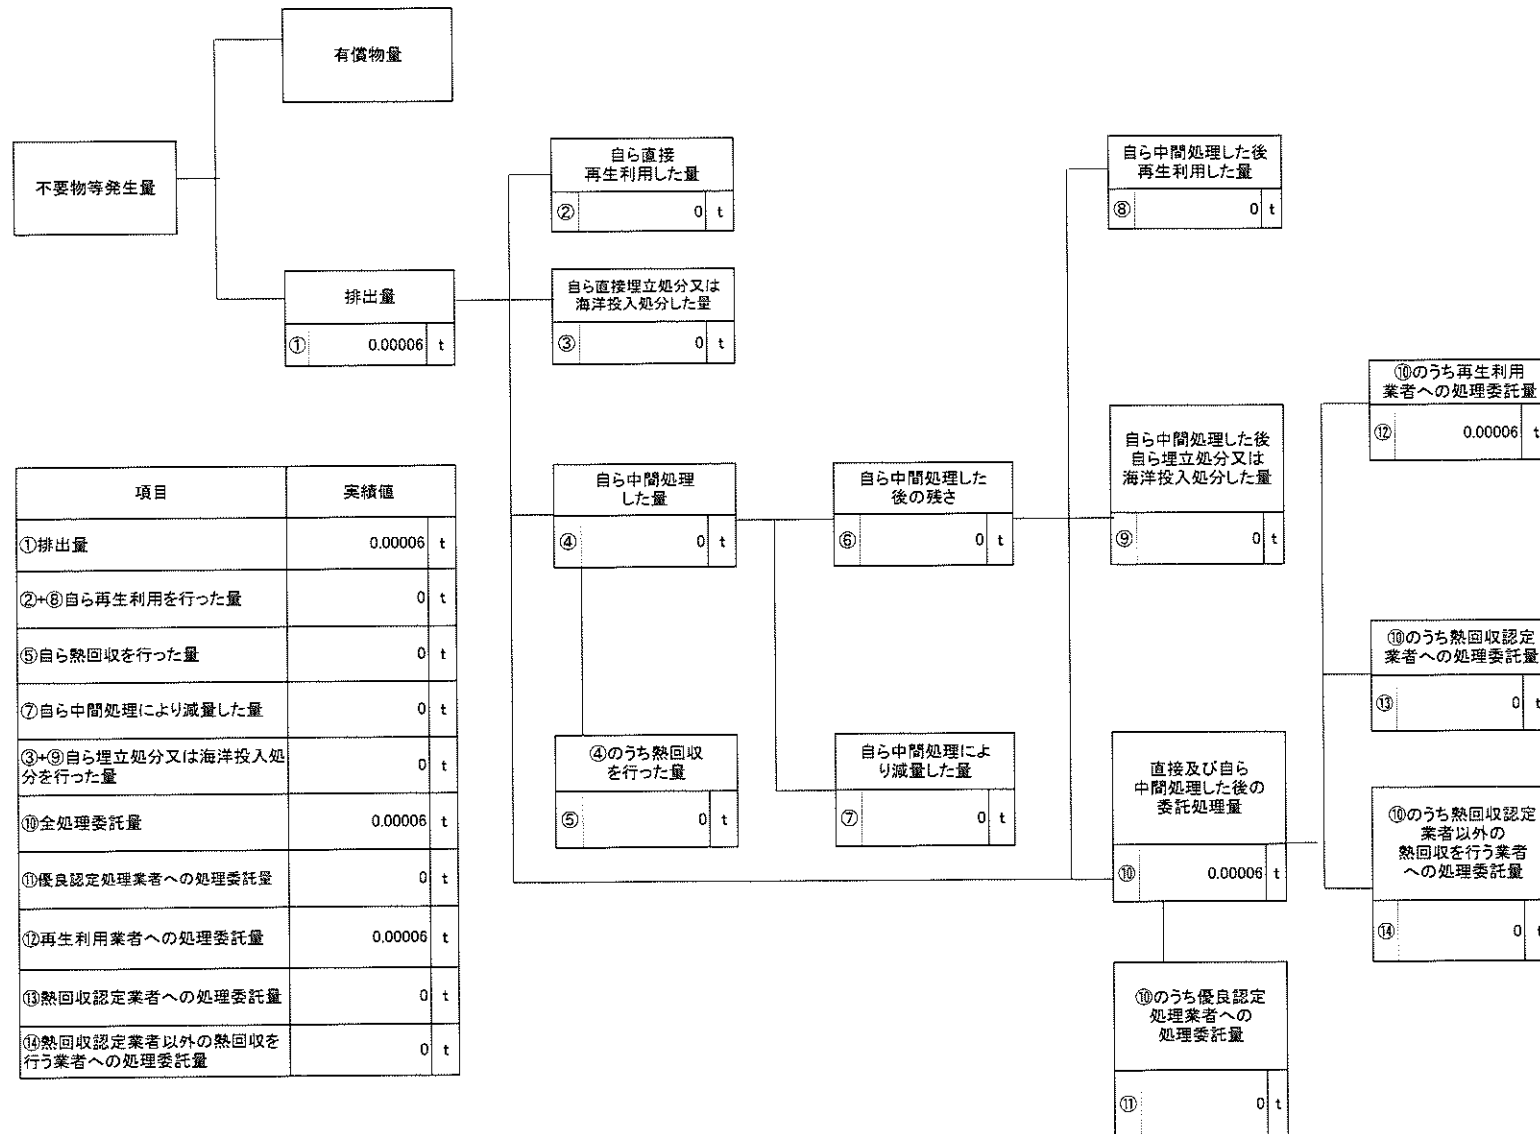 有償物量
不要物等発生量
排出量
① 0.00006 t
自ら直接
再生利用した量
② 0 t
自ら直接埋立処分又は
海洋投入処分した量
③ 0 t
自ら中間処理
した量
④ 0 t
④のうち熱回収
を行った量
⑤ 0 t
自ら中間処理した
後の残さ
⑥ 0 t
自ら中間処理によ
り減量した量
⑦ 0 t
自ら中間処理した後
再生利用した量
⑧ 0 t
自ら中間処理した後
自ら埋立処分又は
海洋投入処分した量
⑨ 0 t
直接及び自ら
中間処理した後の
委託処理量
⑩ 0.00006 t
⑩のうち優良認定
処理業者への
処理委託量
⑪ 0 t
⑩のうち再生利用
業者への処理委託量
⑫ 0.00006 t
⑩のうち熱回収認定
業者への処理委託量
⑬ 0 t
⑩のうち熱回収認定
業者以外の
熱回収を行う業者
への処理委託量
⑭ 0 t
項目 実績値
①排出量 0.00006 t
②+⑧自ら再生利用を行った量 0 t
⑤自ら熱回収を行った量 0 t
⑦自ら中間処理により減量した量 0 t
③+⑨自ら埋立処分又は海洋投入処
分を行った量 0 t
⑩全処理委託量 0.00006 t
⑪優良認定処理業者への処理委託量 0 t
⑫再生利用業者への処理委託量 0.00006 t
⑬熱回収認定業者への処理委託量 0 t
⑭熱回収認定業者以外の熱回収を
行う業者への処理委託量 0 t